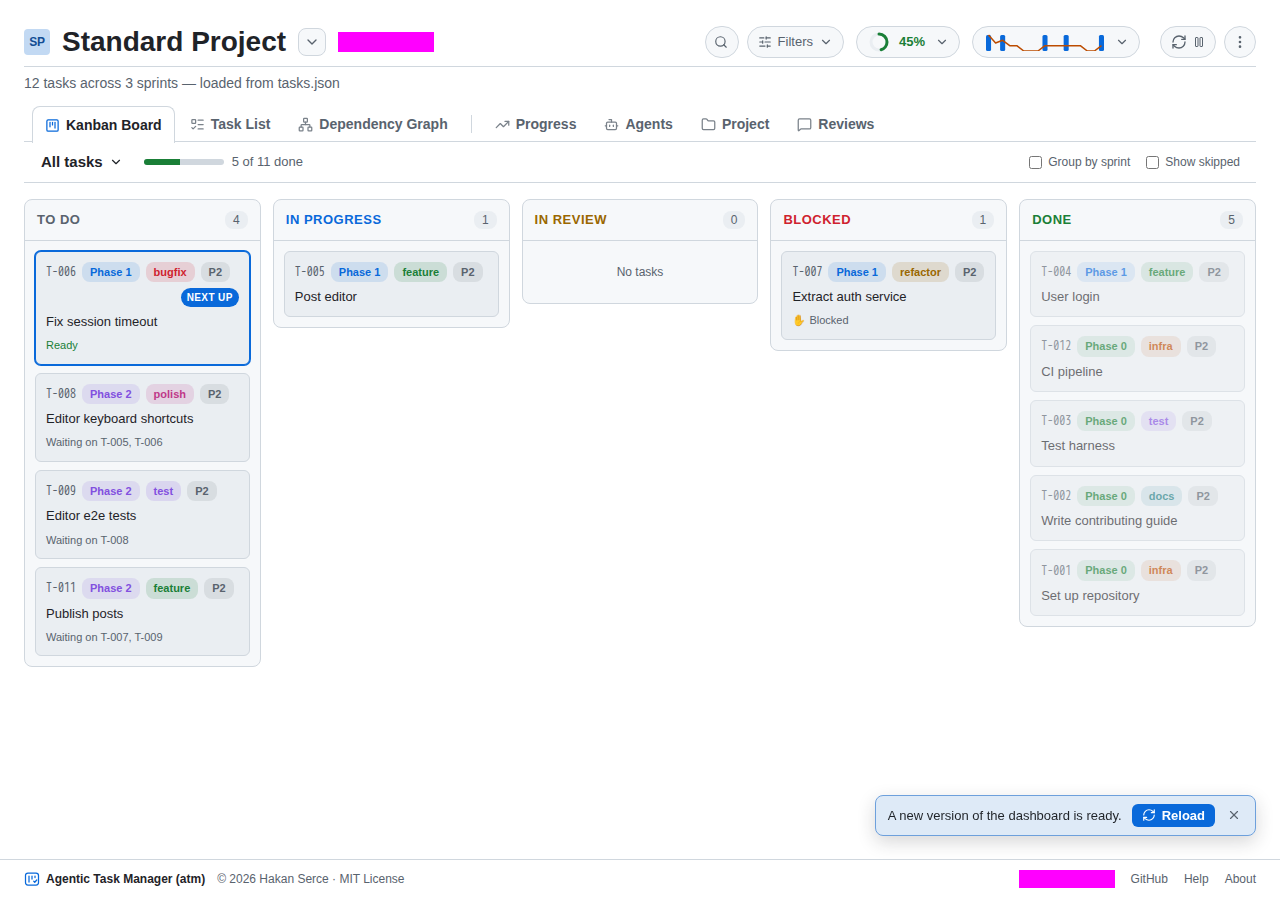 SP Standard Project Filters 45%
12 tasks across 3 sprints — loaded from tasks.json
Kanban Board Task List Dependency Graph Progress Agents Project Reviews
All tasks 5 of 11 done Group by sprint Show skipped
TO DO 4
T-006 Phase 1 bugfix P2
NEXT UP
Fix session timeout
Ready
T-008 Phase 2 polish P2
Editor keyboard shortcuts
Waiting on T-005, T-006
T-009 Phase 2 test P2
Editor e2e tests
Waiting on T-008
T-011 Phase 2 feature P2
Publish posts
Waiting on T-007, T-009
IN PROGRESS 1
T-005 Phase 1 feature P2
Post editor
IN REVIEW 0
No tasks
BLOCKED 1
T-007 Phase 1 refactor P2
Extract auth service
✋ Blocked
DONE 5
T-004 Phase 1 feature P2
User login
T-012 Phase 0 infra P2
CI pipeline
T-003 Phase 0 test P2
Test harness
T-002 Phase 0 docs P2
Write contributing guide
T-001 Phase 0 infra P2
Set up repository
A new version of the dashboard is ready. Reload
Agentic Task Manager (atm) © 2026 Hakan Serce · MIT License GitHub Help About